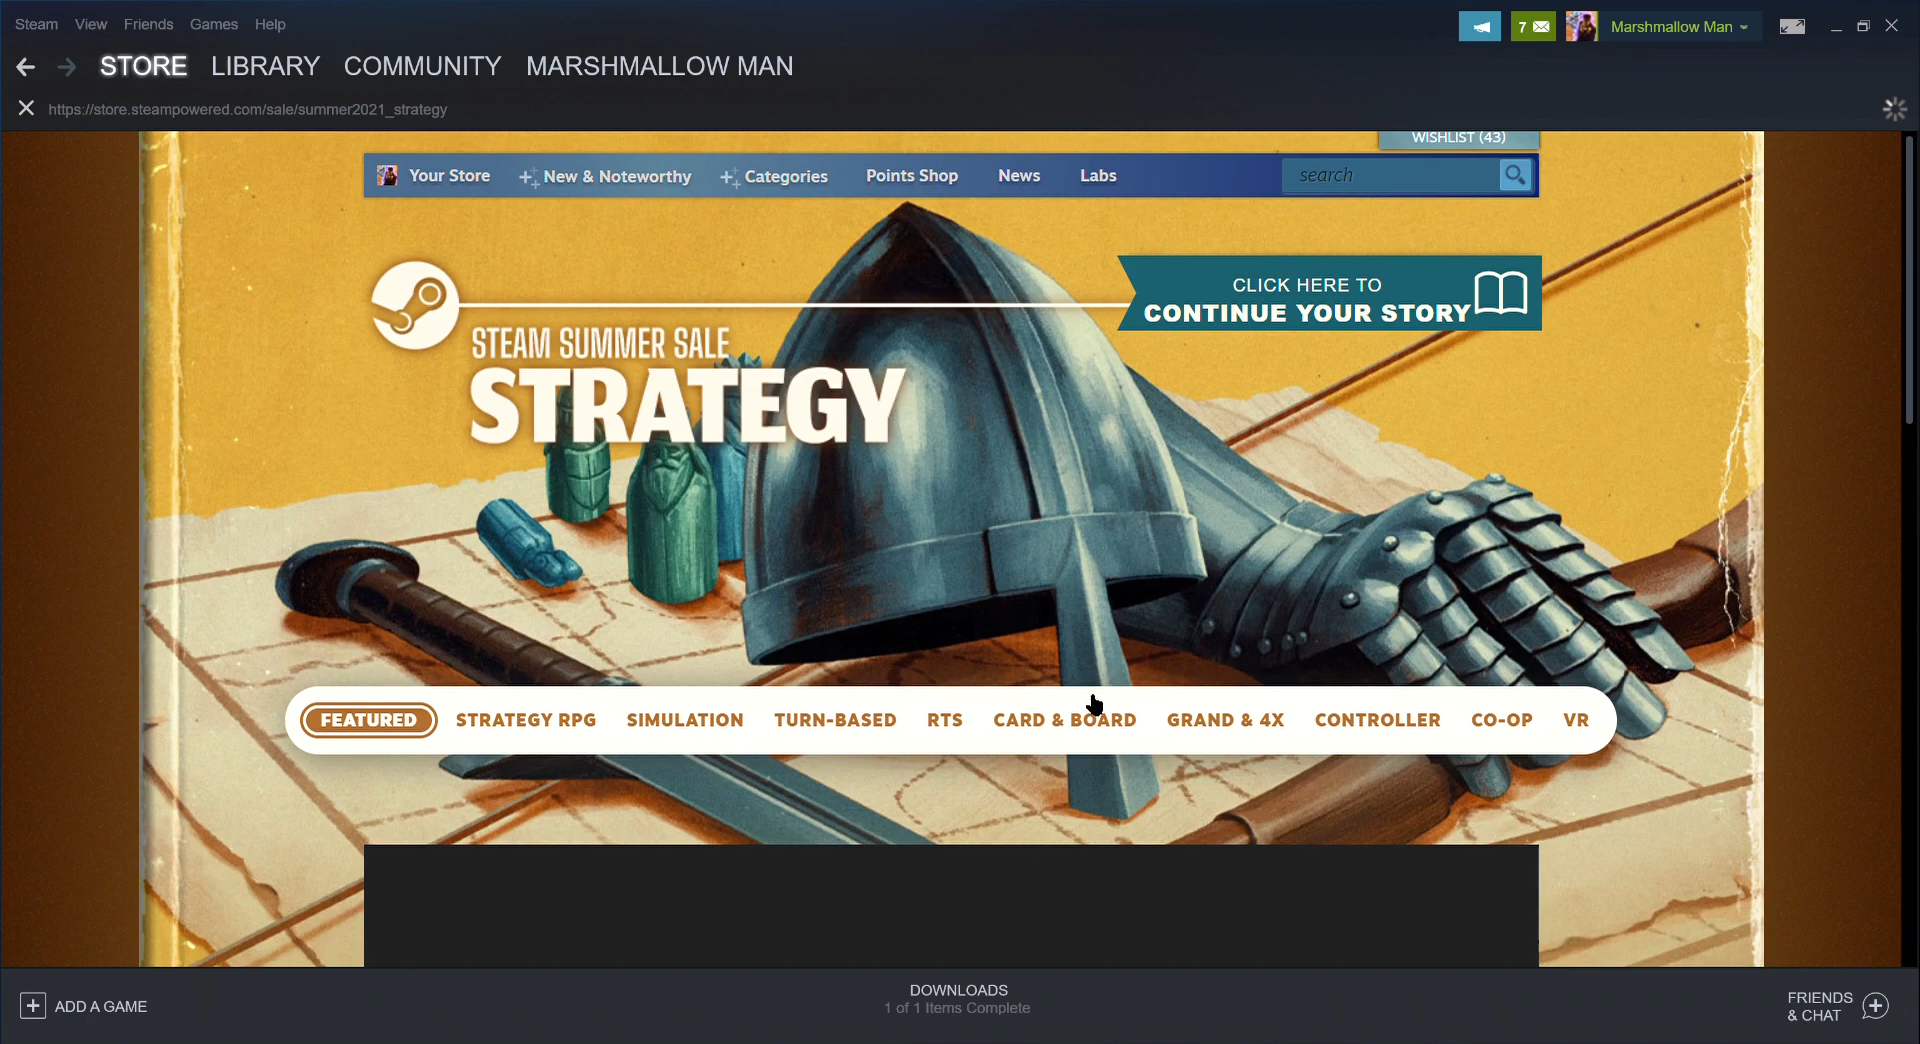 Steam View Friends Games Help
7
Marshmallow Man
STORE LIBRARY COMMUNITY MARSHMALLOW MAN
https://store.steampowered.com/sale/summer2021_strategy
WISHLIST (43)
Your Store New & Noteworthy Categories Points Shop News Labs search
CLICK HERE TO
CONTINUE YOUR STORY
STEAM SUMMER SALE
STRATEGY
FEATURED STRATEGY RPG SIMULATION TURN-BASED RTS CARD & BOARD GRAND & 4X CONTROLLER CO-OP VR
ADD A GAME
DOWNLOADS
1 of 1 Items Complete
FRIENDS
& CHAT